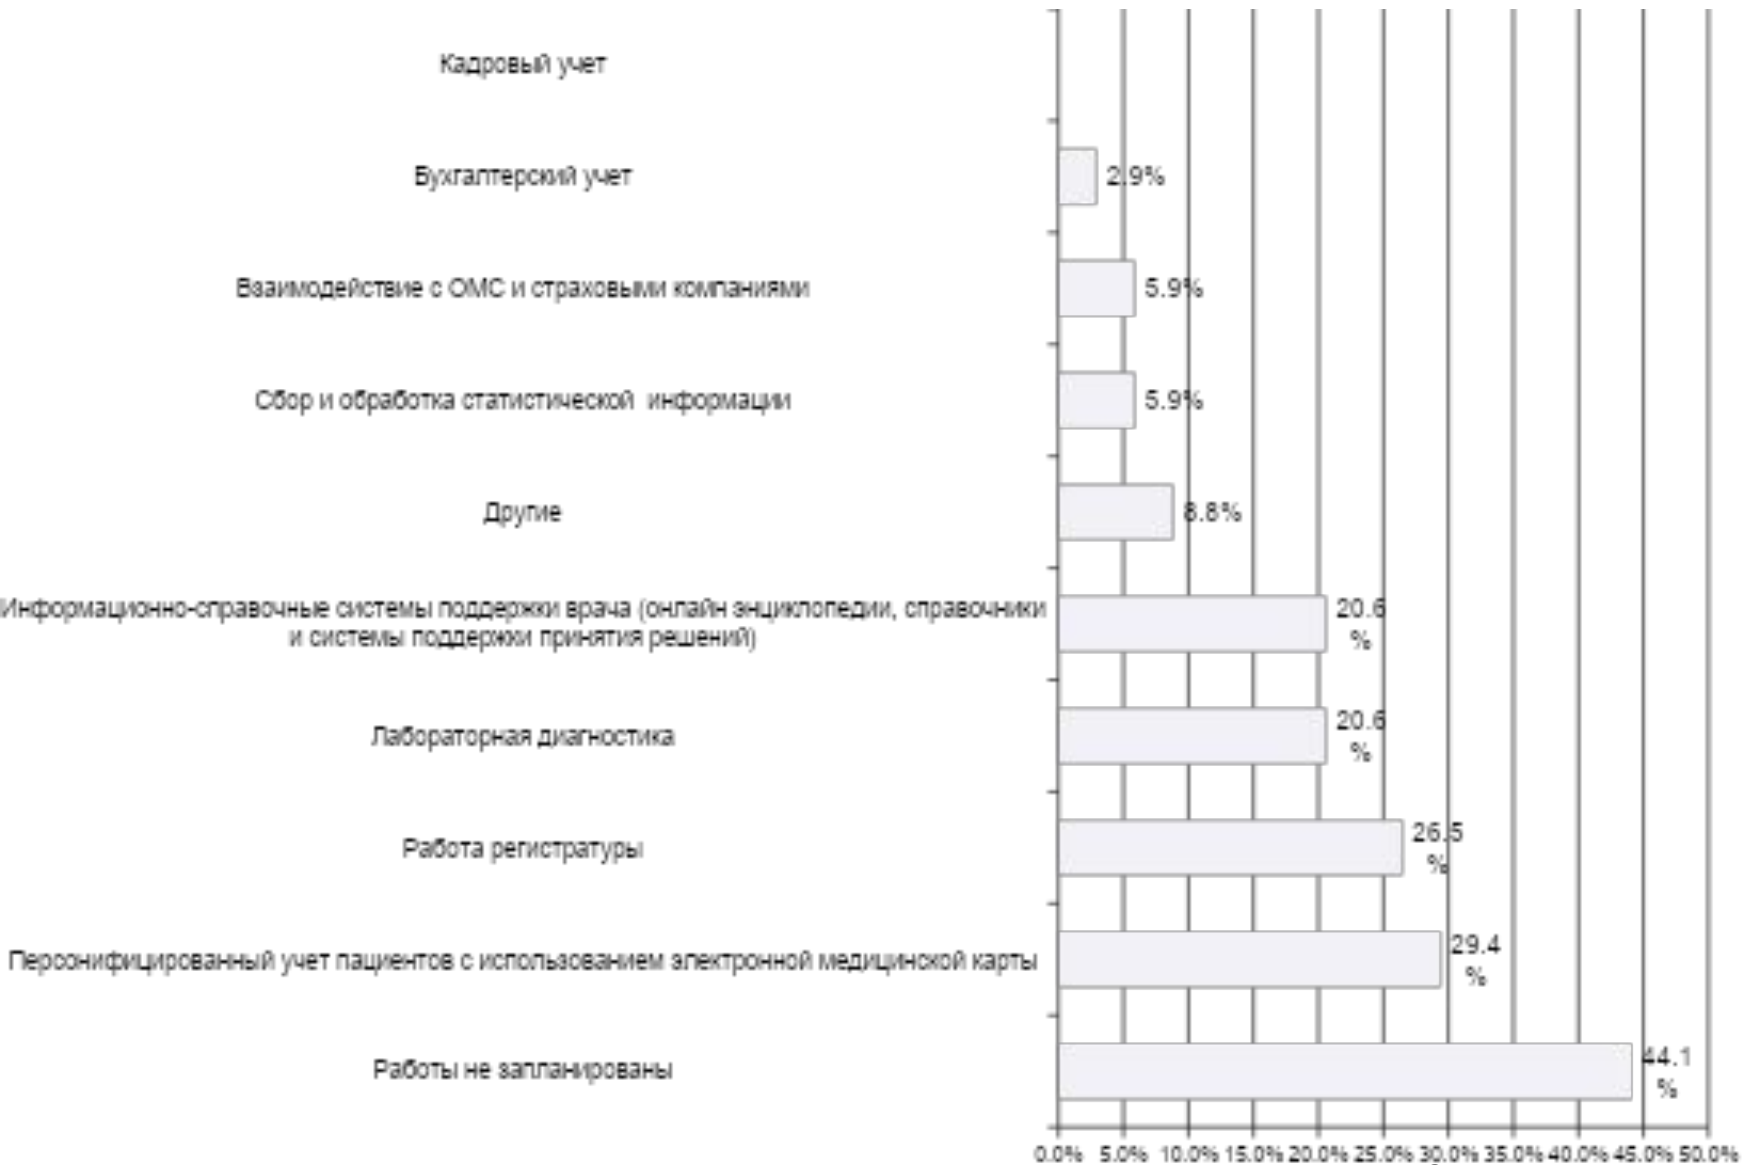 Кадровый учет
Бухгалтерский учет
2.9%
Взаимодействие с ОМС и страховыми компаниями
5.9%
Сбор и обработка статистической информации
5.9%
Другие
8.8%
Информационно-справочные системы поддержки врача (онлайн энциклопедии, справочники
и системы поддержки принятия решений)
20.6
%
Лабораторная диагностика
20.6
%
Работа регистратуры
26.5
%
Персонифицированный учет пациентов с использованием электронной медицинской карты
29.4
%
Работы не запланированы
44.1
%
0.0% 5.0% 10.0% 15.0% 20.0% 25.0% 30.0% 35.0% 40.0% 45.0% 50.0%